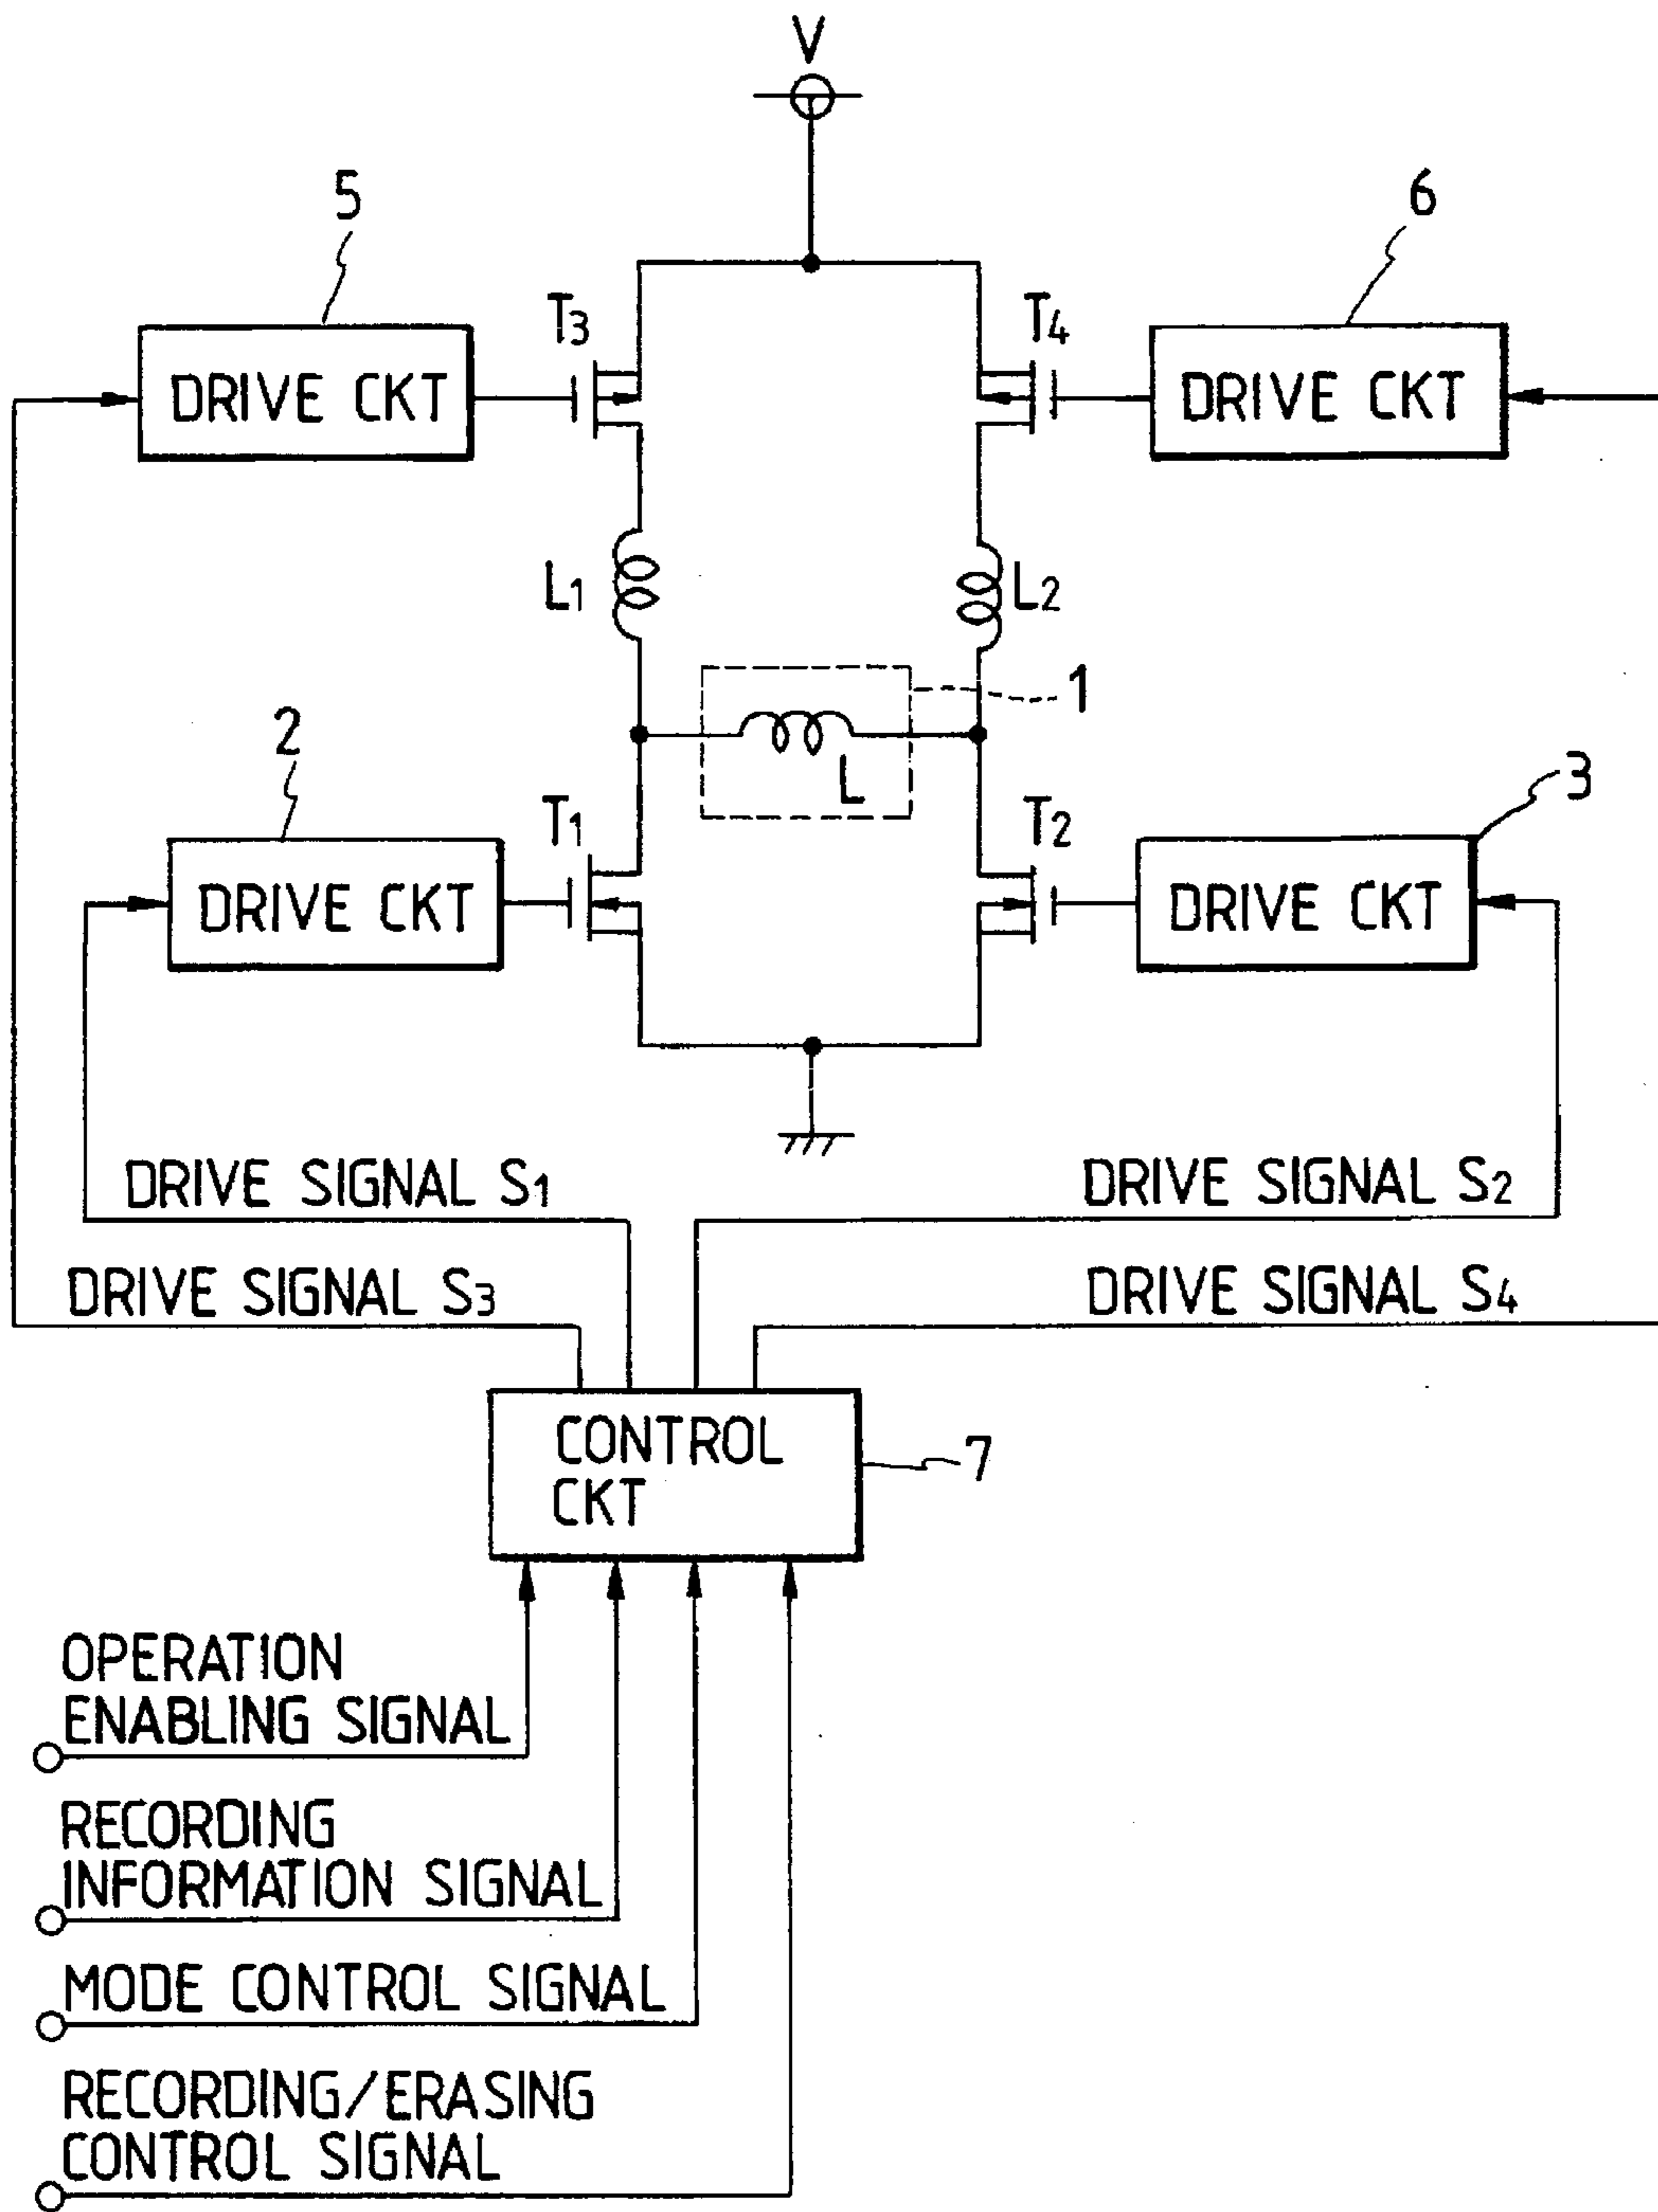 V
5
6
T3
T4
DRIVE CKT
DRIVE CKT
L1
L2
1
2
L
3
T1
T2
DRIVE CKT
DRIVE CKT
DRIVE SIGNAL S1
DRIVE SIGNAL S2
DRIVE SIGNAL S3
DRIVE SIGNAL S4
CONTROL
CKT
7
OPERATION
ENABLING SIGNAL
RECORDING
INFORMATION SIGNAL
MODE CONTROL SIGNAL
RECORDING/ERASING
CONTROL SIGNAL